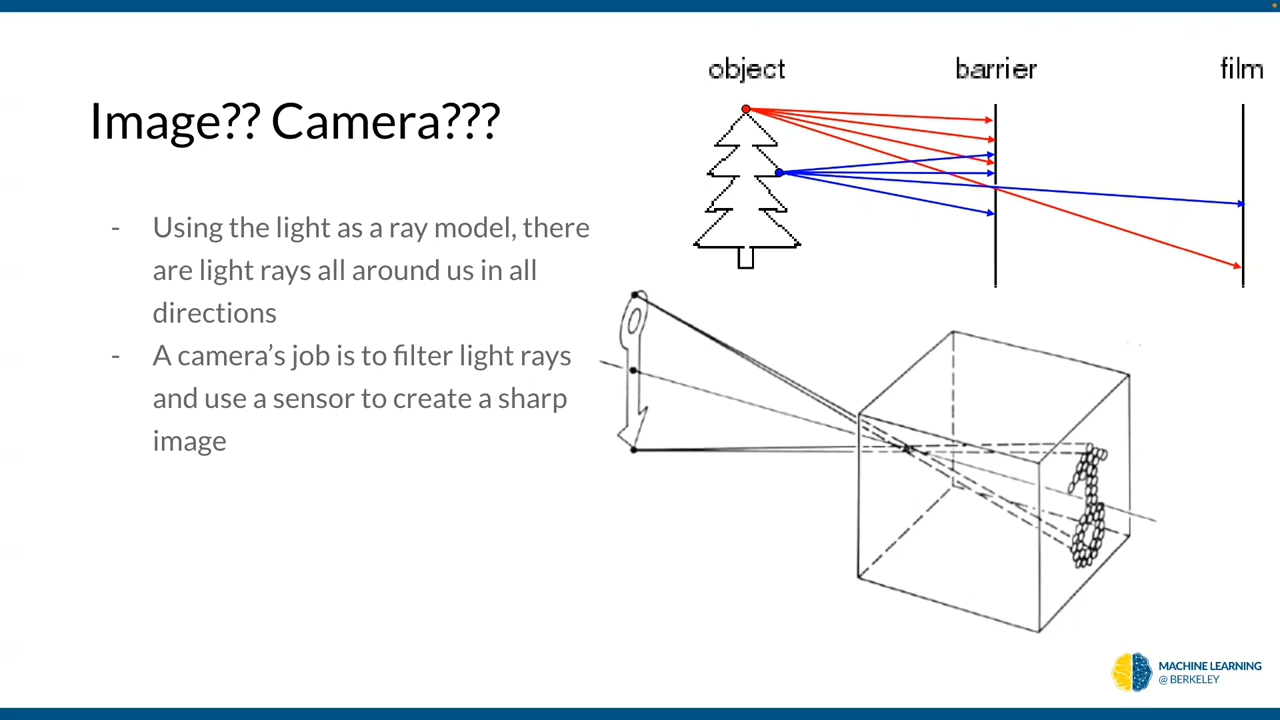 Image?? Camera???
- Using the light as a ray model, there
are light rays all around us in all
directions
- A camera’s job is to filter light rays
and use a sensor to create a sharp
image
object
barrier
film
MACHINE LEARNING
@ BERKELEY